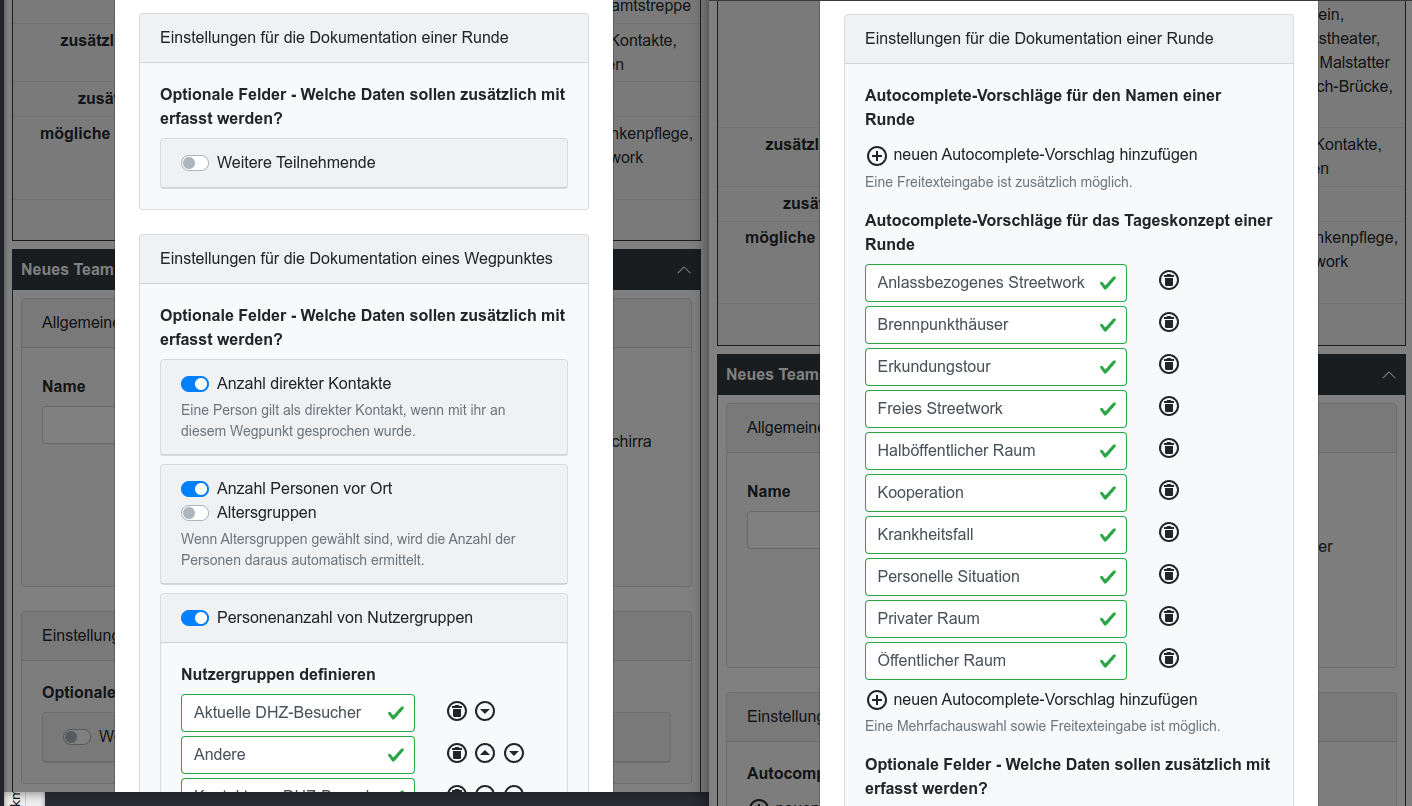 amtstreppe
zusätzl
Kontakte,
en
zusät
mögliche
nkenpflege,
work
Neues Team
Allgemeine
Name
chirra
Einstellung
Optionale
We
Einstellungen für die Dokumentation einer Runde
Optionale Felder - Welche Daten sollen zusätzlich mit
erfasst werden?
Weitere Teilnehmende
Einstellungen für die Dokumentation eines Wegpunktes
Optionale Felder - Welche Daten sollen zusätzlich mit
erfasst werden?
Anzahl direkter Kontakte
Eine Person gilt als direkter Kontakt, wenn mit ihr an
diesem Wegpunkt gesprochen wurde.
Anzahl Personen vor Ort
Altersgruppen
Wenn Altersgruppen gewählt sind, wird die Anzahl der
Personen daraus automatisch ermittelt.
Personenanzahl von Nutzergruppen
Nutzergruppen definieren
Aktuelle DHZ-Besucher
Andere
ein,
stheater,
Malstatter
ch-Brücke,
zusätzl
Kontakte,
en
zusät
mögliche
nkenpflege,
work
Neues Team
Allgemeine
Name
er
Einstellung
Autocomp
Einstellungen für die Dokumentation einer Runde
Autocomplete-Vorschläge für den Namen einer
Runde
neuen Autocomplete-Vorschlag hinzufügen
Eine Freitexteingabe ist zusätzlich möglich.
Autocomplete-Vorschläge für das Tageskonzept einer
Runde
Anlassbezogenes Streetwork
Brennpunkthäuser
Erkundungstour
Freies Streetwork
Halböffentlicher Raum
Kooperation
Krankheitsfall
Personelle Situation
Privater Raum
Öffentlicher Raum
neuen Autocomplete-Vorschlag hinzufügen
Eine Mehrfachauswahl sowie Freitexteingabe ist möglich.
Optionale Felder - Welche Daten sollen zusätzlich mit
erfasst werden?